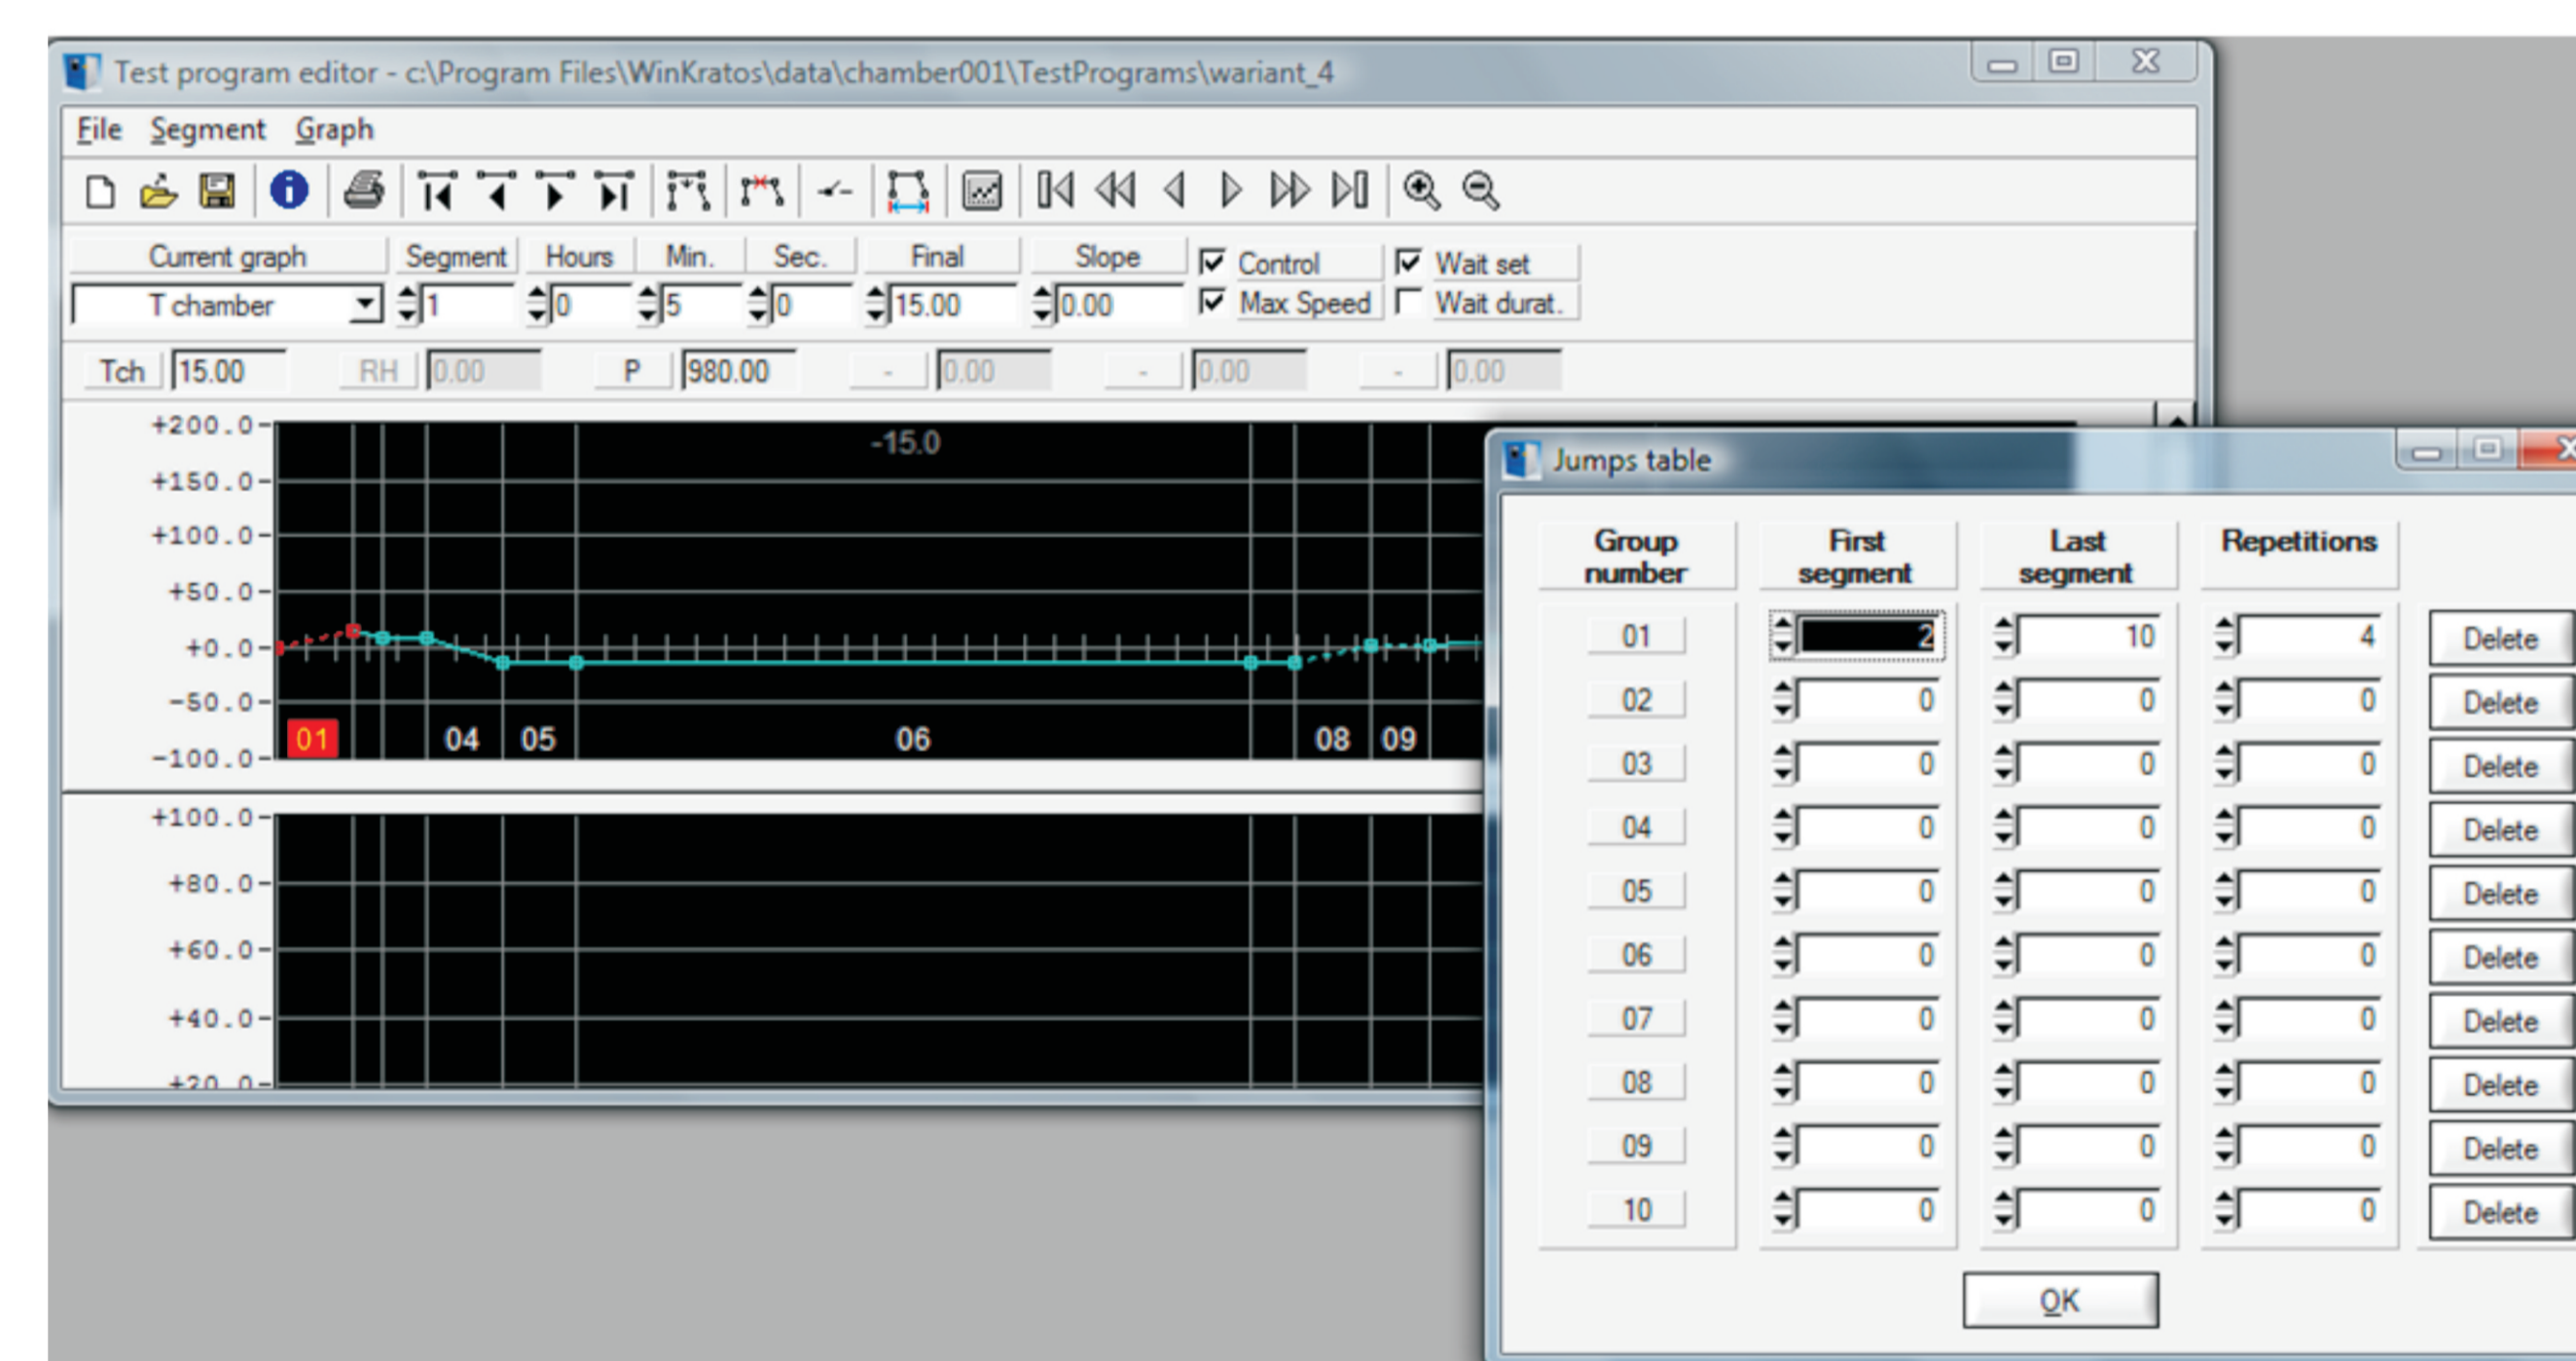 Test program editor - c:\Program Files\WinKratos\data\chamber001\TestPrograms\wariant_4
File Segment Graph
Current graph Segment Hours Min. Sec. Final Slope Control Wait set
T chamber 1 0 5 0 15.00 0.00 Max Speed Wait durat.
Tch 15.00 RH 0.00 P 980.00 - 0.00 - 0.00 - 0.00
+200.0
-15.0
+150.0
+100.0
+50.0
+0.0
-50.0
01 04 05 06 08 09
-100.0
+100.0
+80.0
+60.0
+40.0
+20.0
Jumps table
Group number First segment Last segment Repetitions
01 2 10 4 Delete
02 0 0 0 Delete
03 0 0 0 Delete
04 0 0 0 Delete
05 0 0 0 Delete
06 0 0 0 Delete
07 0 0 0 Delete
08 0 0 0 Delete
09 0 0 0 Delete
10 0 0 0 Delete
OK